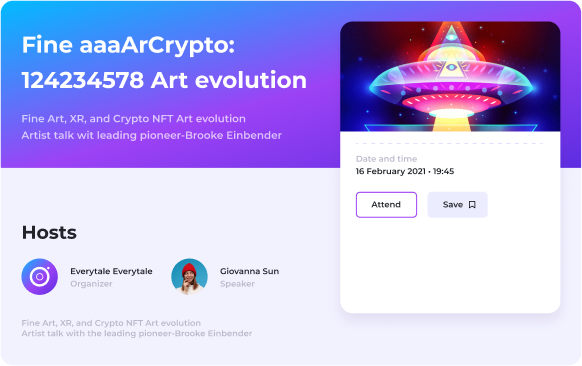 Fine aaaArCrypto:
124234578 Art evolution
Fine Art, XR, and Crypto NFT Art evolution
Artist talk wit leading pioneer-Brooke Einbender
Date and time
16 February 2021 • 19:45
Attend
Save
Hosts
Everytale Everytale
Organizer
Giovanna Sun
Speaker
Fine Art, XR, and Crypto NFT Art evolution
Artist talk with the leading pioneer-Brooke Einbender